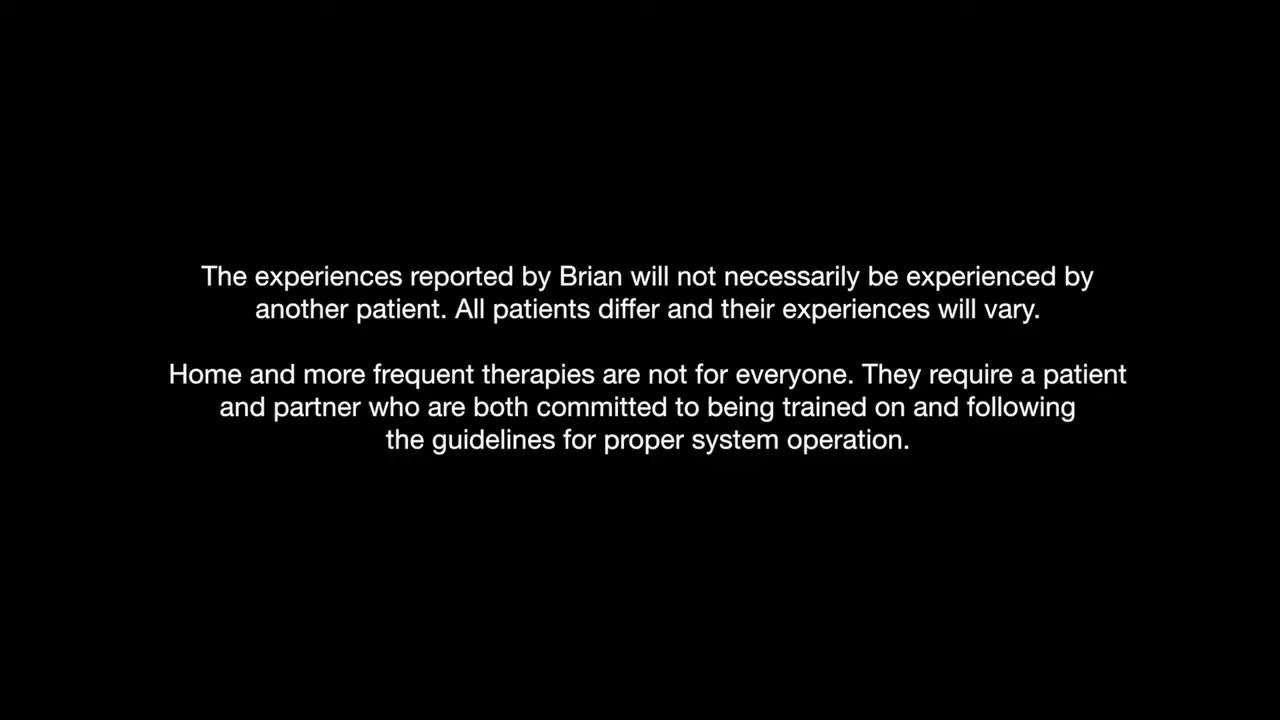 The experiences reported by Brian will not necessarily be experienced by
another patient. All patients differ and their experiences will vary.
Home and more frequent therapies are not for everyone. They require a patient
and partner who are both committed to being trained on and following
the guidelines for proper system operation.